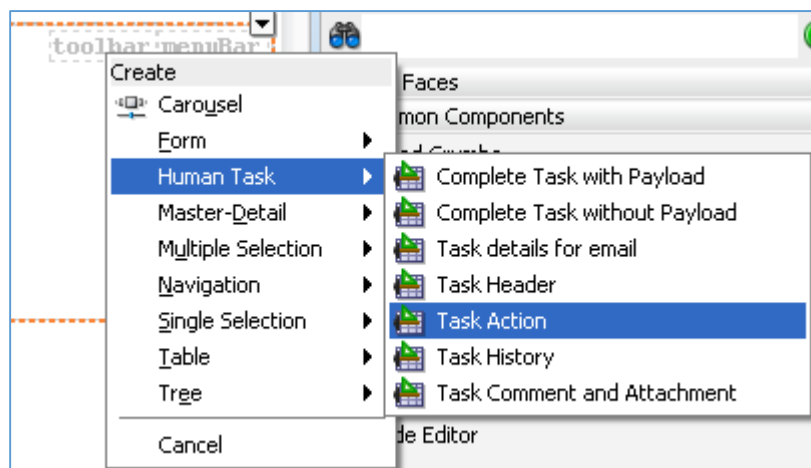 toolbar menuBar
Create
Carousel
Form
Human Task
Master-Detail
Multiple Selection
Navigation
Single Selection
Table
Tree
Cancel
Faces
mon Components
Complete Task with Payload
Complete Task without Payload
Task details for email
Task Header
Task Action
Task History
Task Comment and Attachment
de Editor